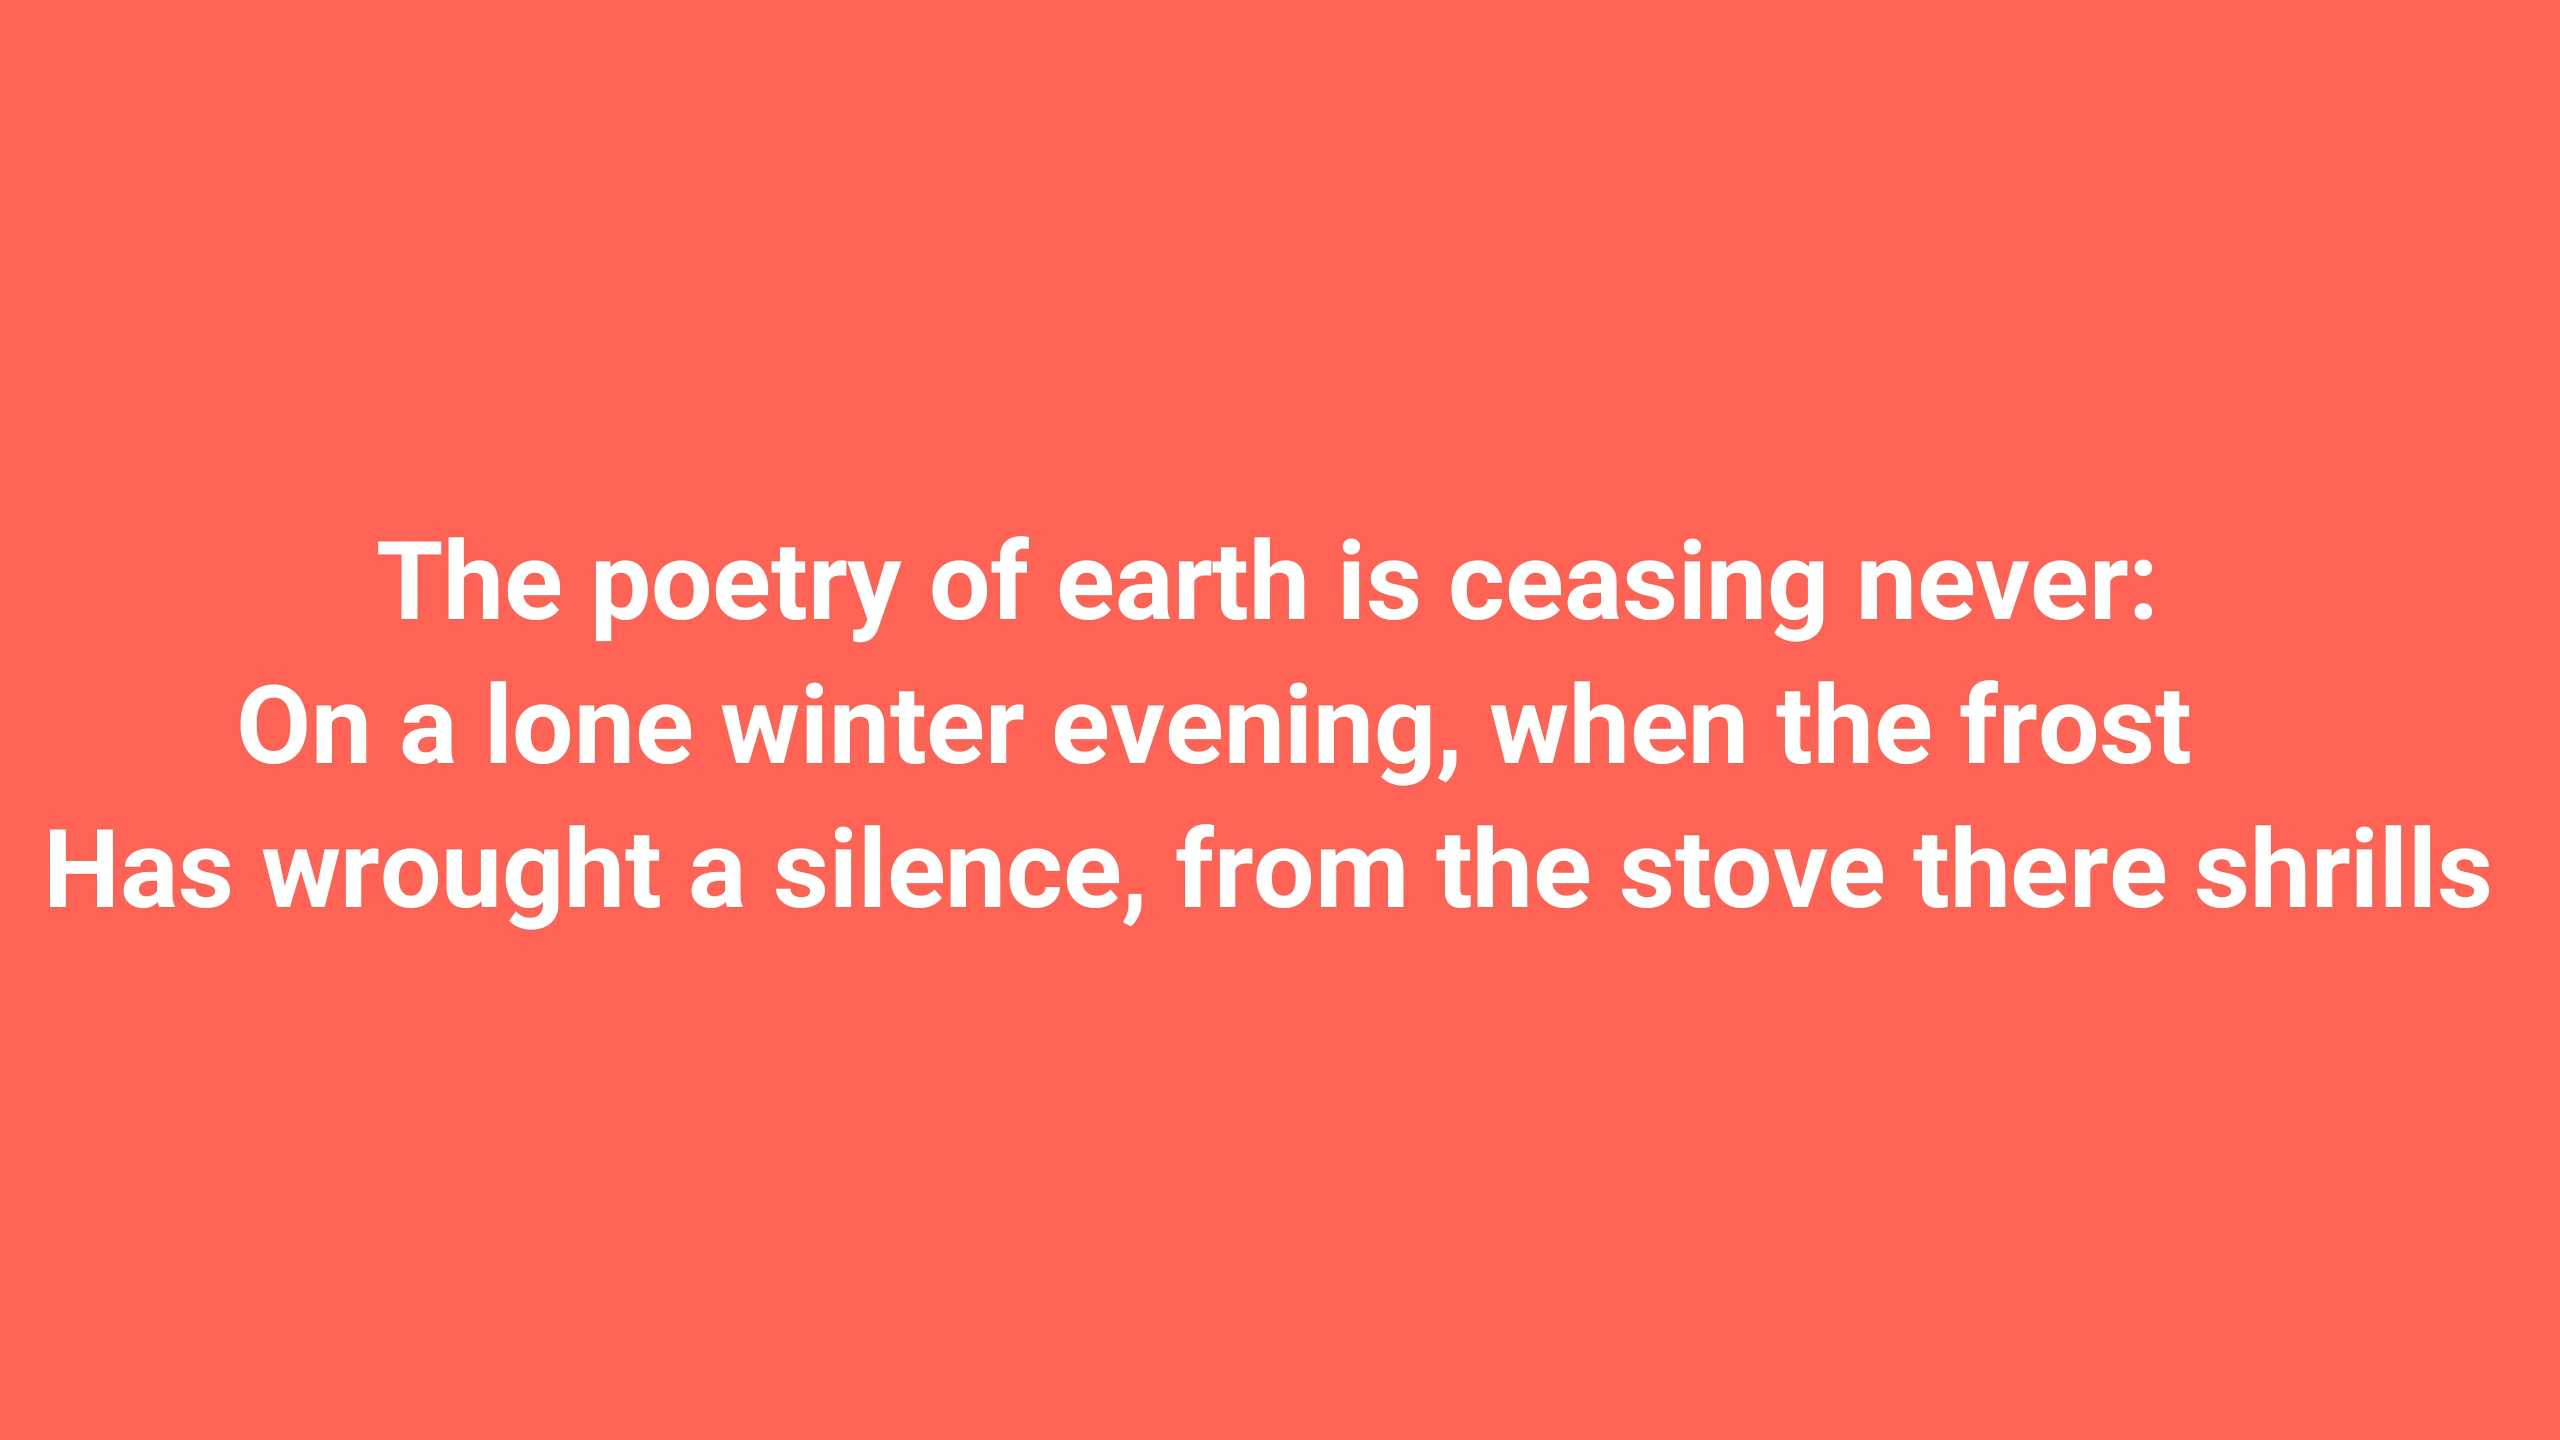 The poetry of earth is ceasing never:
On a lone winter evening, when the frost
Has wrought a silence, from the stove there shrills